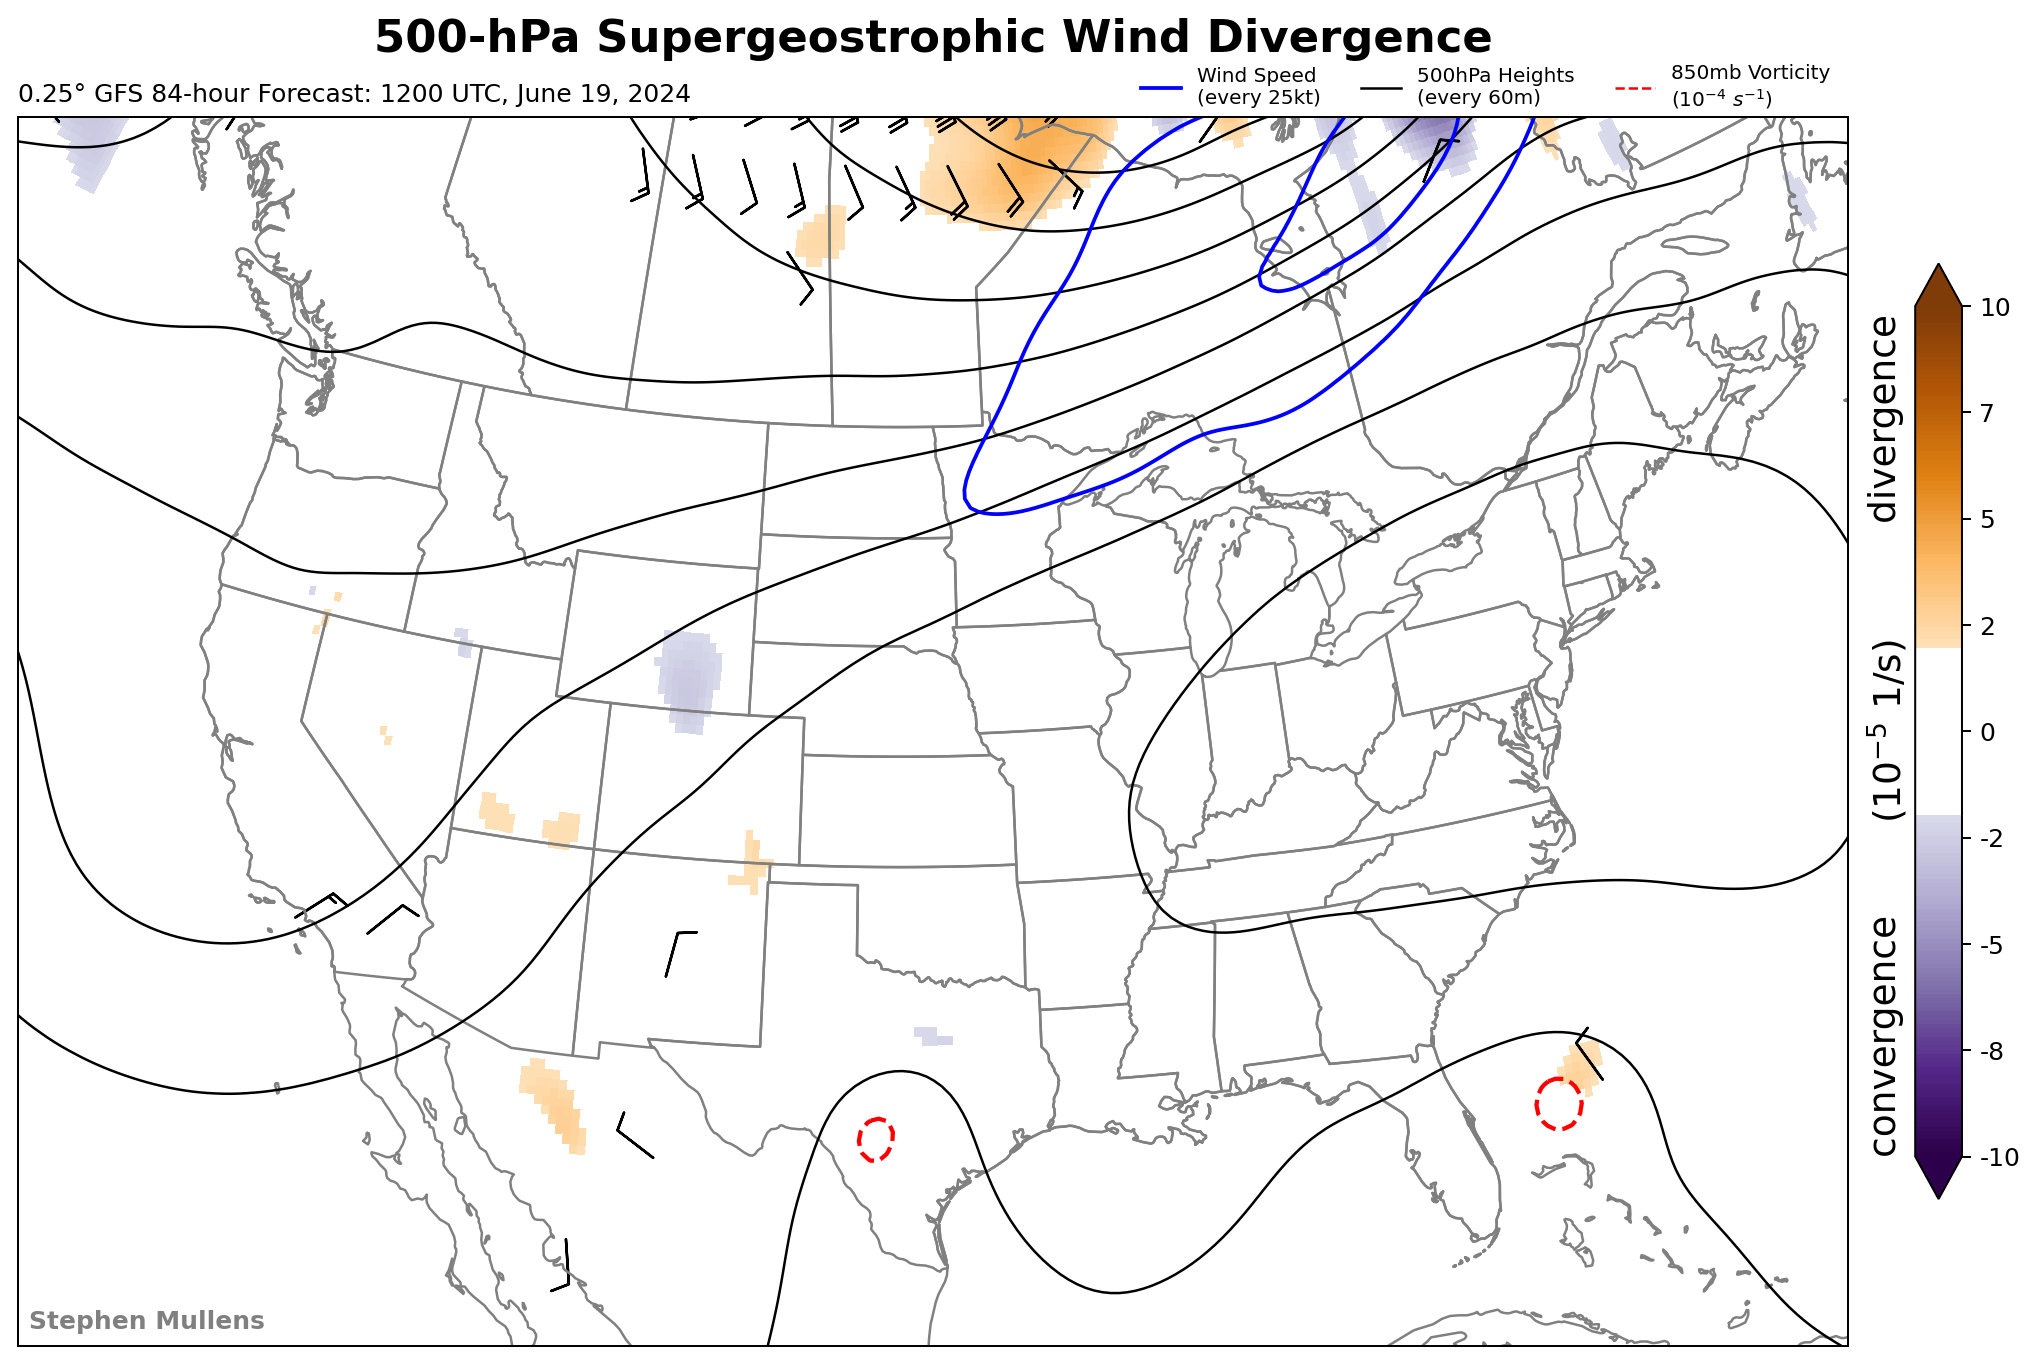 500-hPa Supergeostrophic Wind Divergence
0.25° GFS 84-hour Forecast: 1200 UTC, June 19, 2024
Wind Speed
(every 25kt)
500hPa Heights
(every 60m)
850mb Vorticity
(10⁻⁴ s⁻¹)
10
7
5
2
0
-2
-5
-8
-10
convergence (10⁻⁵ 1/s) divergence
Stephen Mullens